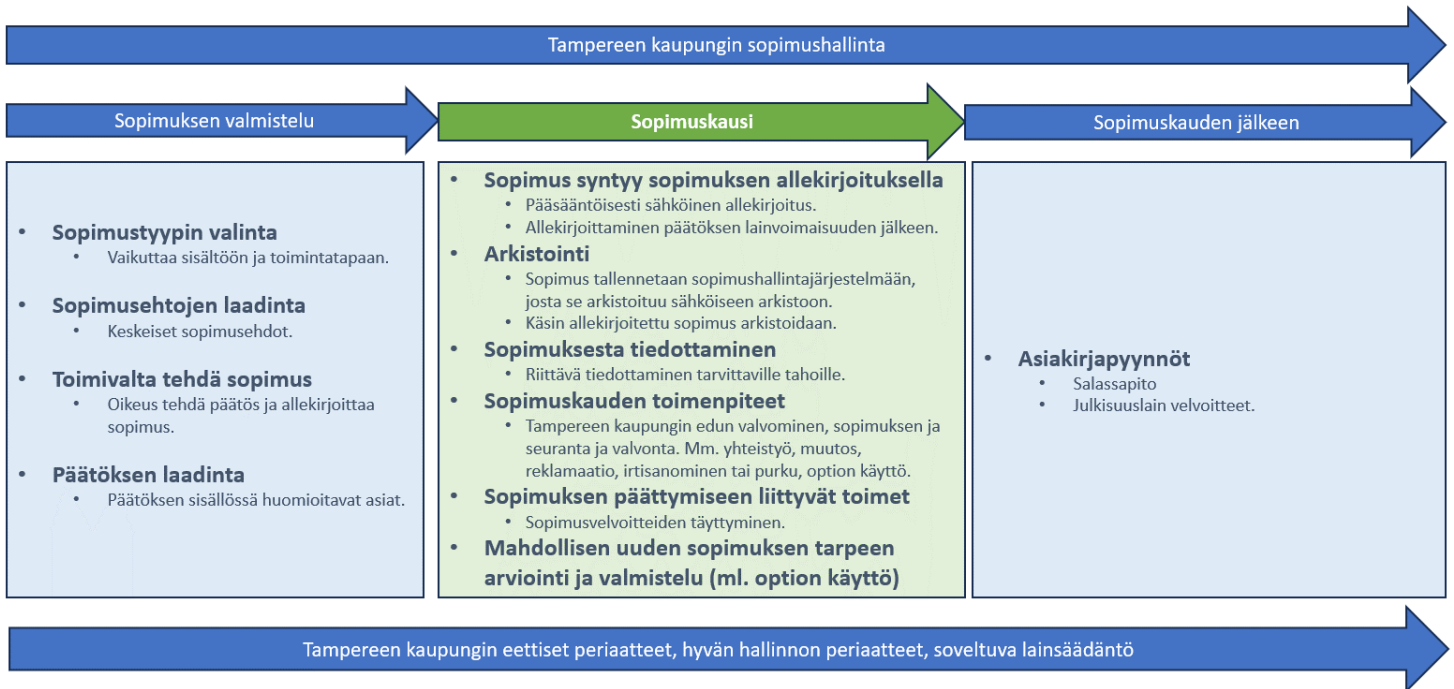 Tampereen kaupungin sopimushallinta
Sopimuksen valmistelu
Sopimuskausi
Sopimuskauden jälkeen
• Sopimustyypin valinta
• Vaikuttaa sisältöön ja toimintatapaan.
• Sopimusehtojen laadinta
• Keskeiset sopimusehdot.
• Toimivalta tehdä sopimus
• Oikeus tehdä päätös ja allekirjoittaa
sopimus.
• Päätöksen laadinta
• Päätöksen sisällössä huomioitavat asiat.
• Sopimus syntyy sopimuksen allekirjoituksella
• Pääsääntöisesti sähköinen allekirjoitus.
• Allekirjoittaminen päätöksen lainvoimaisuuden jälkeen.
• Arkistointi
• Sopimus tallennetaan sopimushallintajärjestelmään,
josta se arkistoituu sähköiseen arkistoon.
• Käsin allekirjoitettu sopimus arkistoidaan.
• Sopimuksesta tiedottaminen
• Riittävä tiedottaminen tarvittaville tahoille.
• Sopimuskauden toimenpiteet
• Tampereen kaupungin edun valvominen, sopimuksen ja
seuranta ja valvonta. Mm. yhteistyö, muutos,
reklamaatio, irtisanominen tai purku, option käyttö.
• Sopimuksen päättymiseen liittyvät toimet
• Sopimusvelvoitteiden täyttyminen.
• Mahdollisen uuden sopimuksen tarpeen
arviointi ja valmistelu (ml. option käyttö)
• Asiakirjapyynnöt
• Salassapito
• Julkisuuslain velvoitteet.
Tampereen kaupungin eettiset periaatteet, hyvän hallinnon periaatteet, soveltuva lainsäädäntö